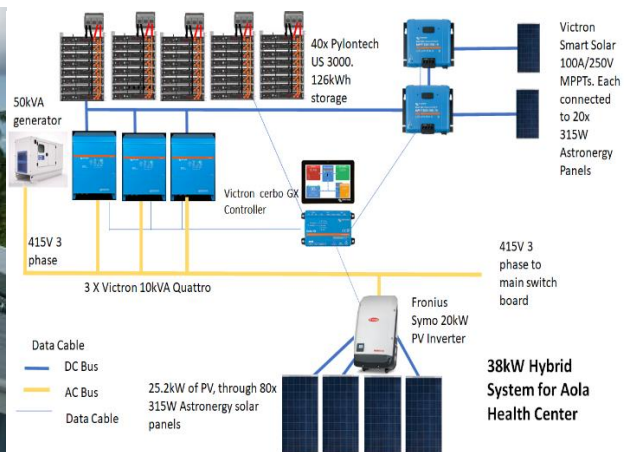 40x Pylontech
US 3000.
126kWh
storage
Victron
Smart Solar
100A/250V
MPPTs. Each
connected
to 20x
315W
Astronergy
Panels
50kVA
generator
Victron cerbo GX
Controller
415V 3
phase
3 X Victron 10kVA Quattro
415V 3
phase to
main switch
board
Fronius
Symo 20kW
PV Inverter
Data Cable
DC Bus
AC Bus
Data Cable
25.2kW of PV, through 80x
315W Astronergy solar
panels
38kW Hybrid
System for Aola
Health Center